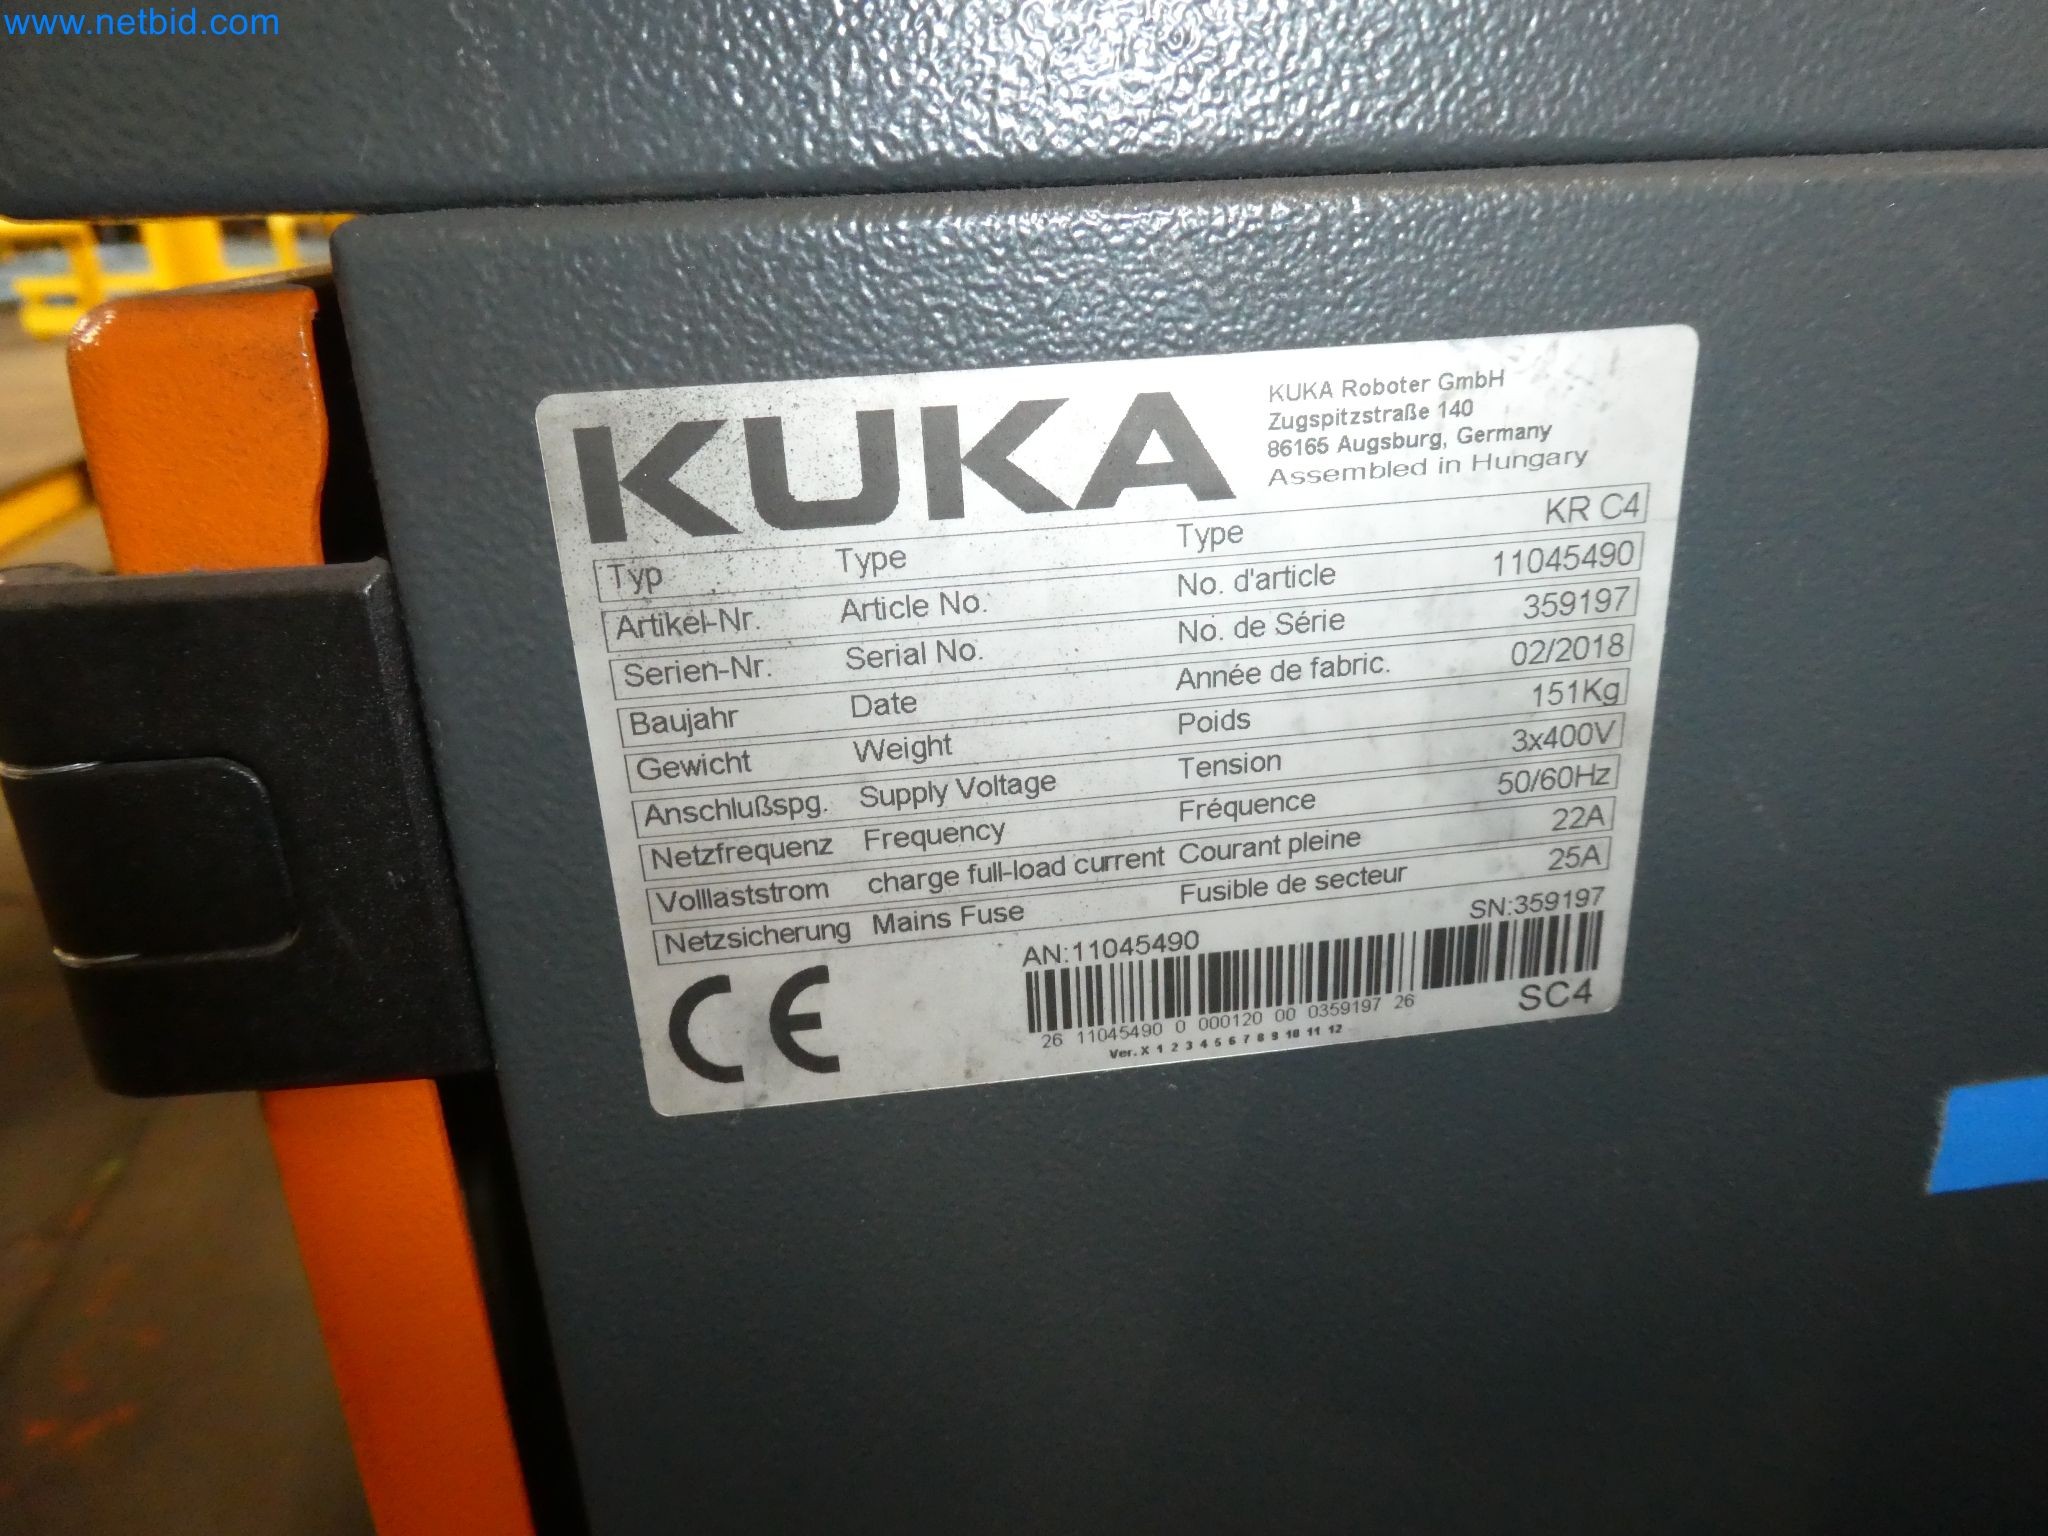 www.netbid.com
KUKA
KUKA Roboter GmbH
Zugspitzstraße 140
86165 Augsburg, Germany
Assembled in Hungary
Typ Type Type KR C4
Artikel-Nr. Article No. No. d'article 11045490
Serien-Nr. Serial No. No. de Série 359197
Baujahr Date Année de fabric. 02/2018
Gewicht Weight Poids 151Kg
Anschlußspg. Supply Voltage Tension 3x400V
Netzfrequenz Frequency Fréquence 50/60Hz
Volllaststrom charge full-load current Courant pleine 22A
Netzsicherung Mains Fuse Fusible de secteur 25A
AN:11045490 SN:359197
26 11045490 0 000120 00 0359197 26
SC4
Ver. X 1 2 3 4 5 6 7 8 9 10 11 12
CE